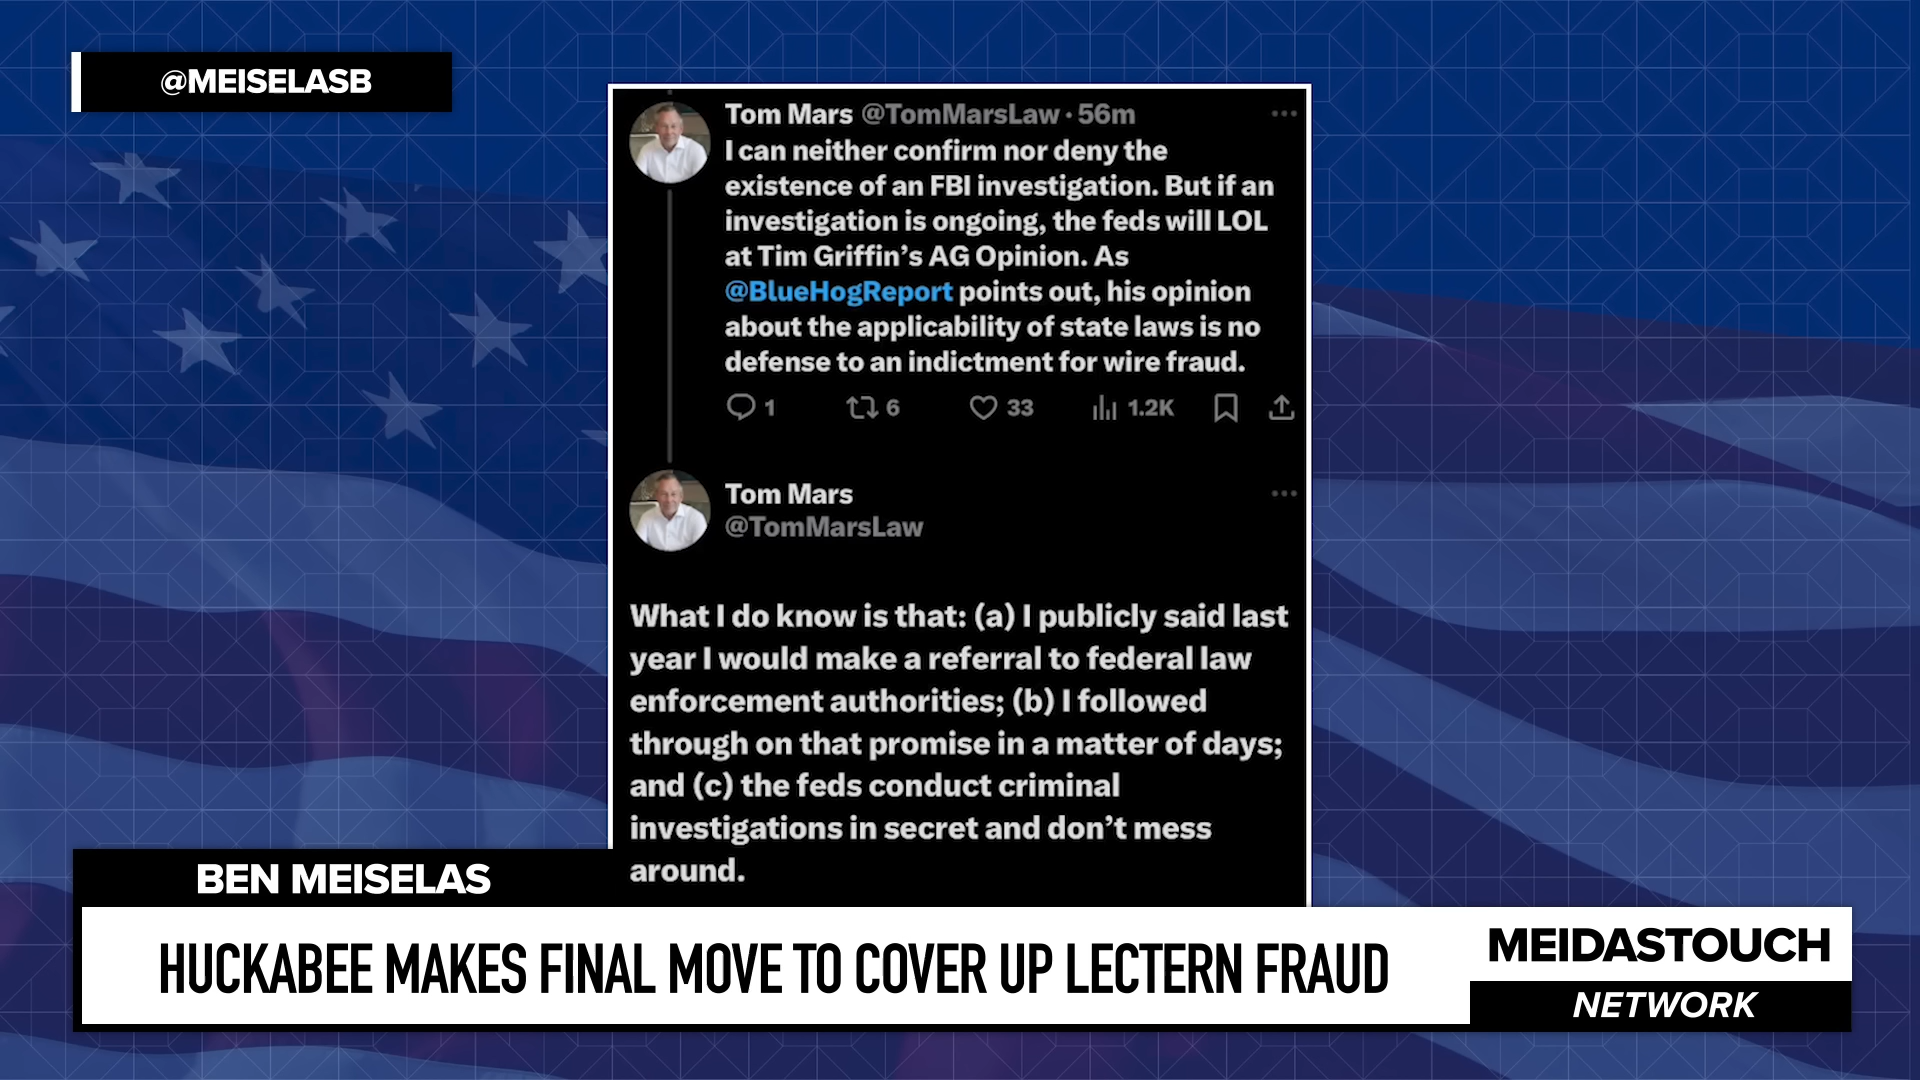 @MEISELASB
Tom Mars @TomMarsLaw · 56m
I can neither confirm nor deny the
existence of an FBI investigation. But if an
investigation is ongoing, the feds will LOL
at Tim Griffin’s AG Opinion. As
@BlueHogReport points out, his opinion
about the applicability of state laws is no
defense to an indictment for wire fraud.
1 6 33 1.2K
Tom Mars
@TomMarsLaw
What I do know is that: (a) I publicly said last
year I would make a referral to federal law
enforcement authorities; (b) I followed
through on that promise in a matter of days;
and (c) the feds conduct criminal
investigations in secret and don’t mess
around.
BEN MEISELAS
HUCKABEE MAKES FINAL MOVE TO COVER UP LECTERN FRAUD
MEIDASTOUCH
NETWORK